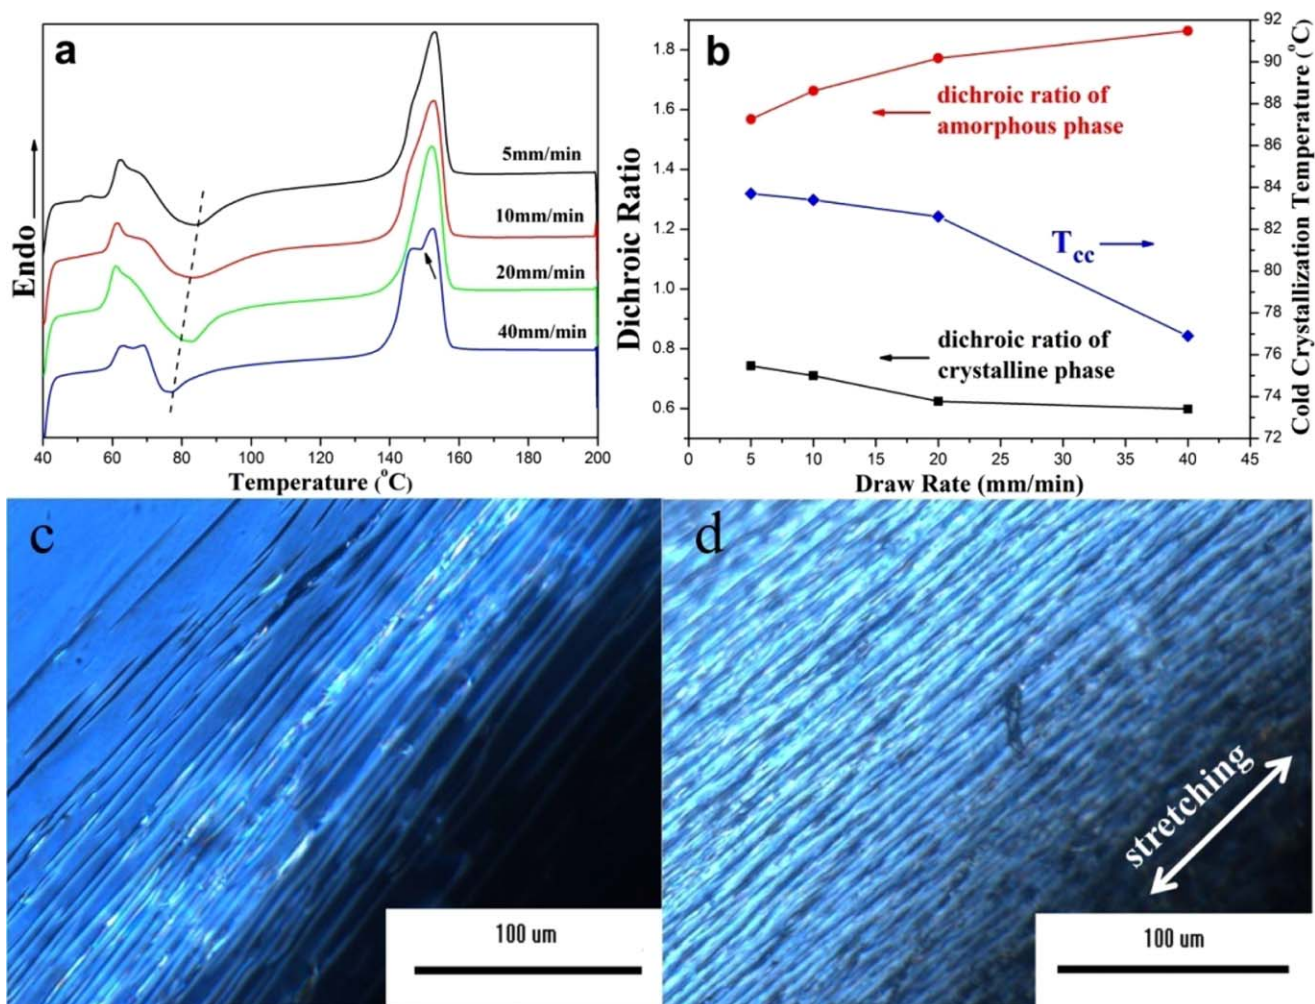 a
Endo
5mm/min
10mm/min
20mm/min
40mm/min
40 60 80 100 120 140 160 180 200
Temperature (°C)
b
Dichroic Ratio
1.8
1.6
1.4
1.2
1.0
0.8
0.6
dichroic ratio of
amorphous phase
Tcc
dichroic ratio of
crystalline phase
92
90
88
86
84
82
80
78
76
74
72
Cold Crystallization Temperature (°C)
0 5 10 15 20 25 30 35 40 45
Draw Rate (mm/min)
c
100 um
d
stretching
100 um